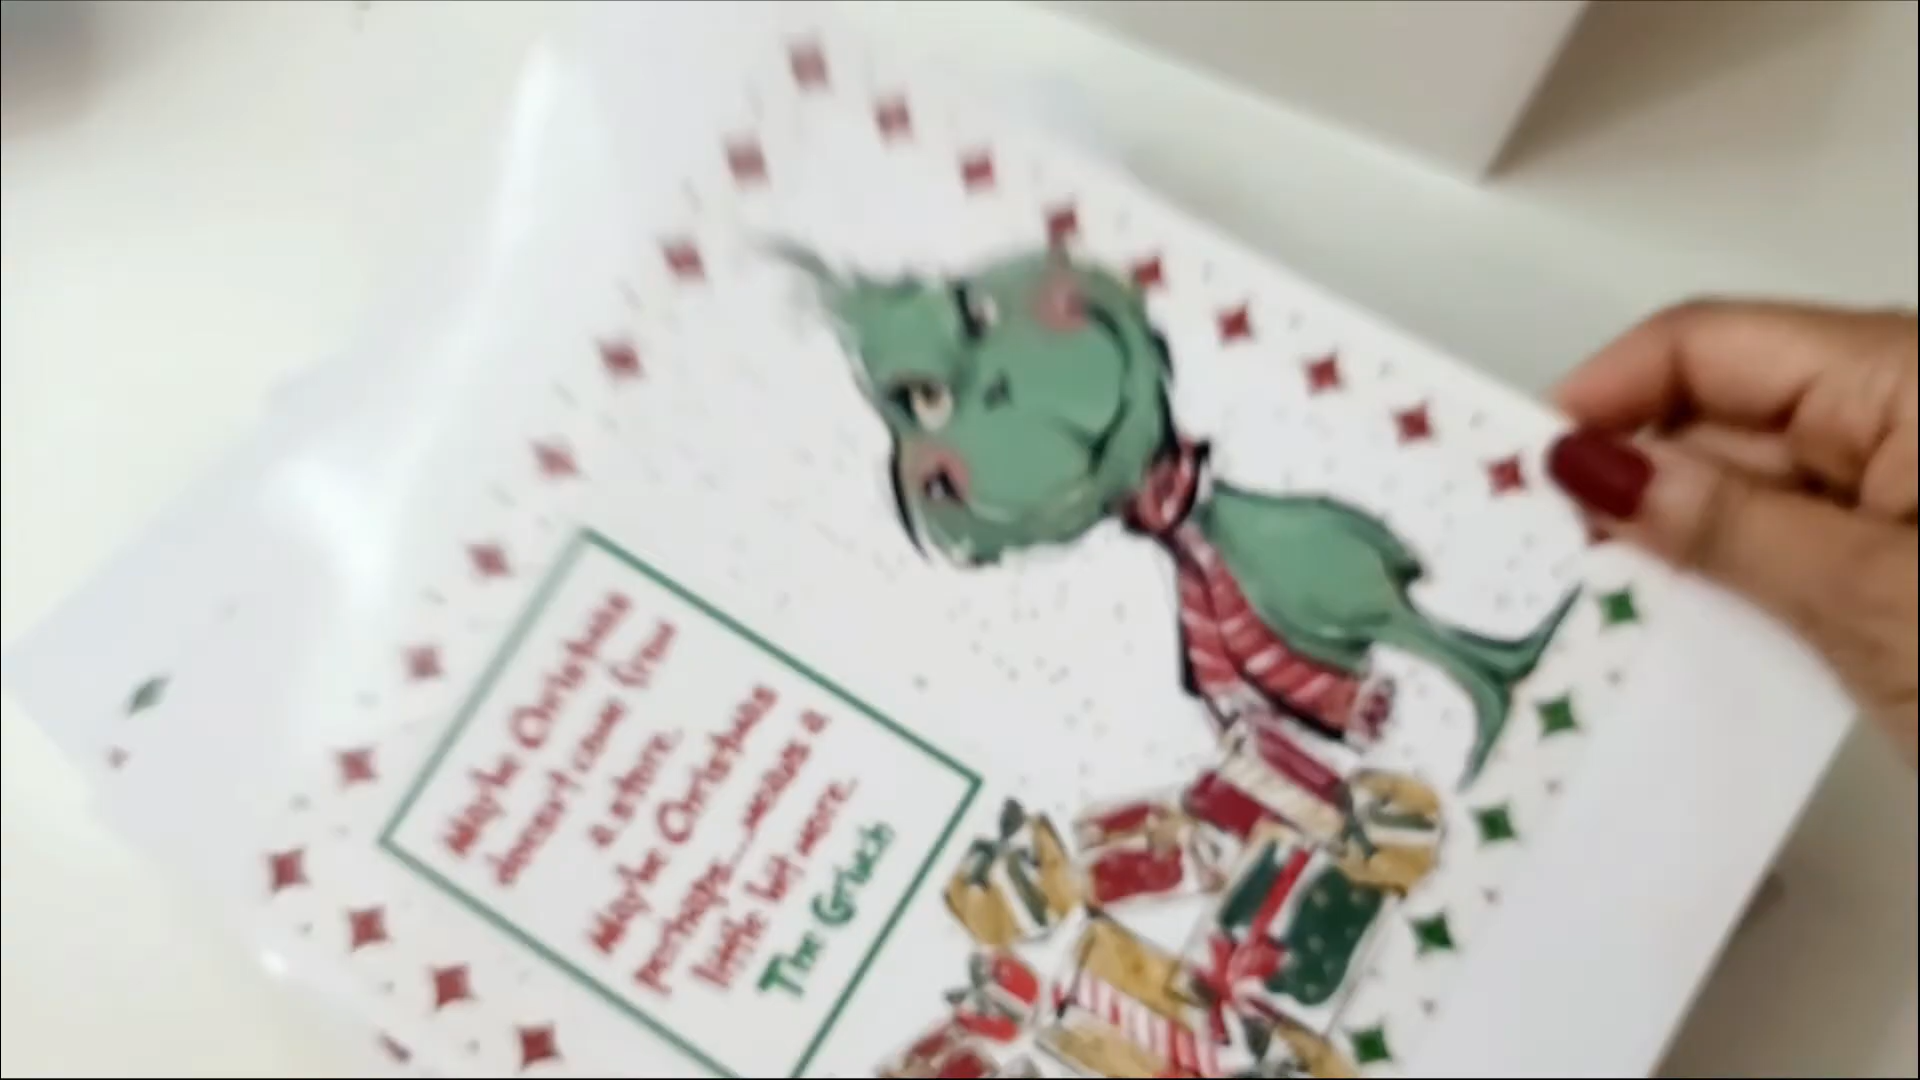 Maybe Christmas
doesn't come from
a store.
Maybe Christmas
perhaps...means a
little bit more.
The Grinch